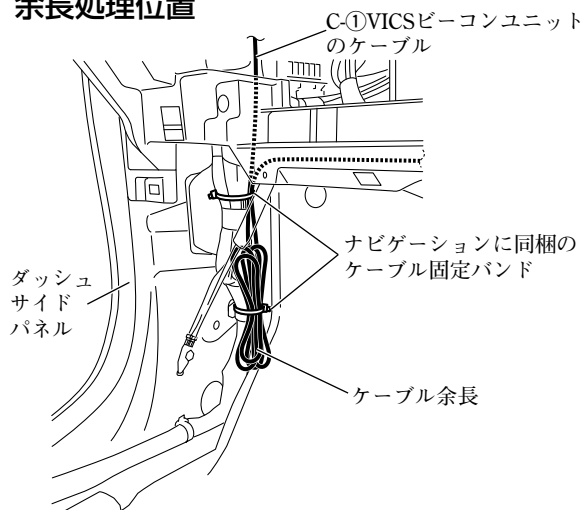 余長処理位置
C-①VICSビーコンユニット
のケーブル
ナビゲーションに同梱の
ケーブル固定バンド
ダッシュ
サイド
パネル
ケーブル余長